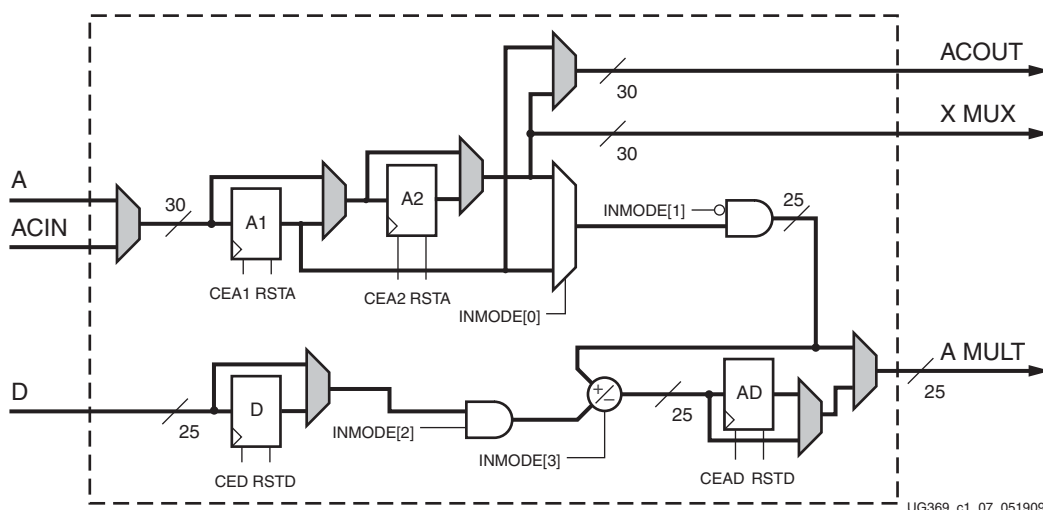 ACOUT
30
X MUX
30
A
ACIN
30
A1
A2
INMODE[1]
25
CEA1 RSTA
CEA2 RSTA
INMODE[0]
D
25
D
INMODE[2]
+
–
25
AD
A MULT
25
INMODE[3]
CED RSTD
CEAD RSTD
UG369_c1_07_051909